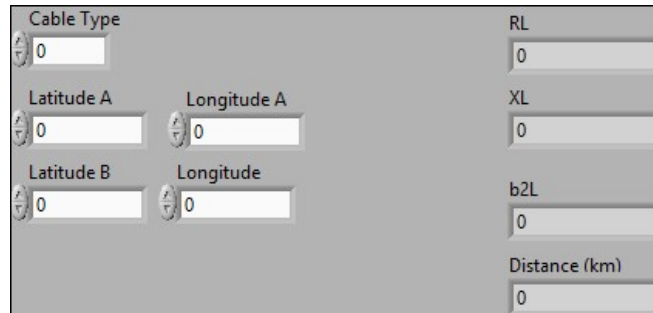 Cable Type
0
Latitude A
0
Longitude A
0
Latitude B
0
Longitude
0
RL
0
XL
0
b2L
0
Distance (km)
0